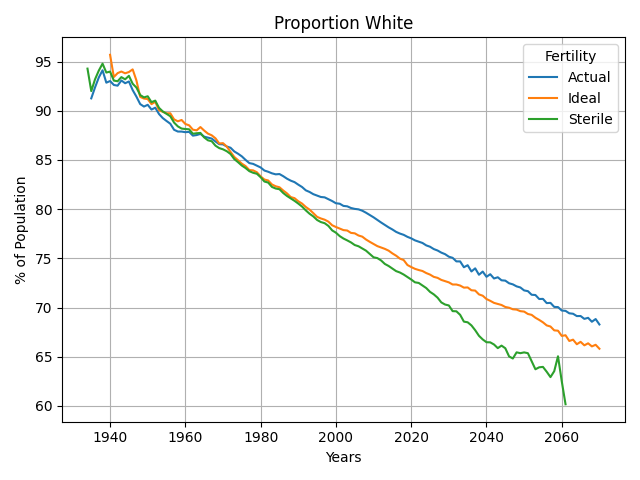 Proportion White
Fertility
Actual
Ideal
Sterile
% of Population
95
90
85
80
75
70
65
60
1940
1960
1980
2000
2020
2040
2060
Years